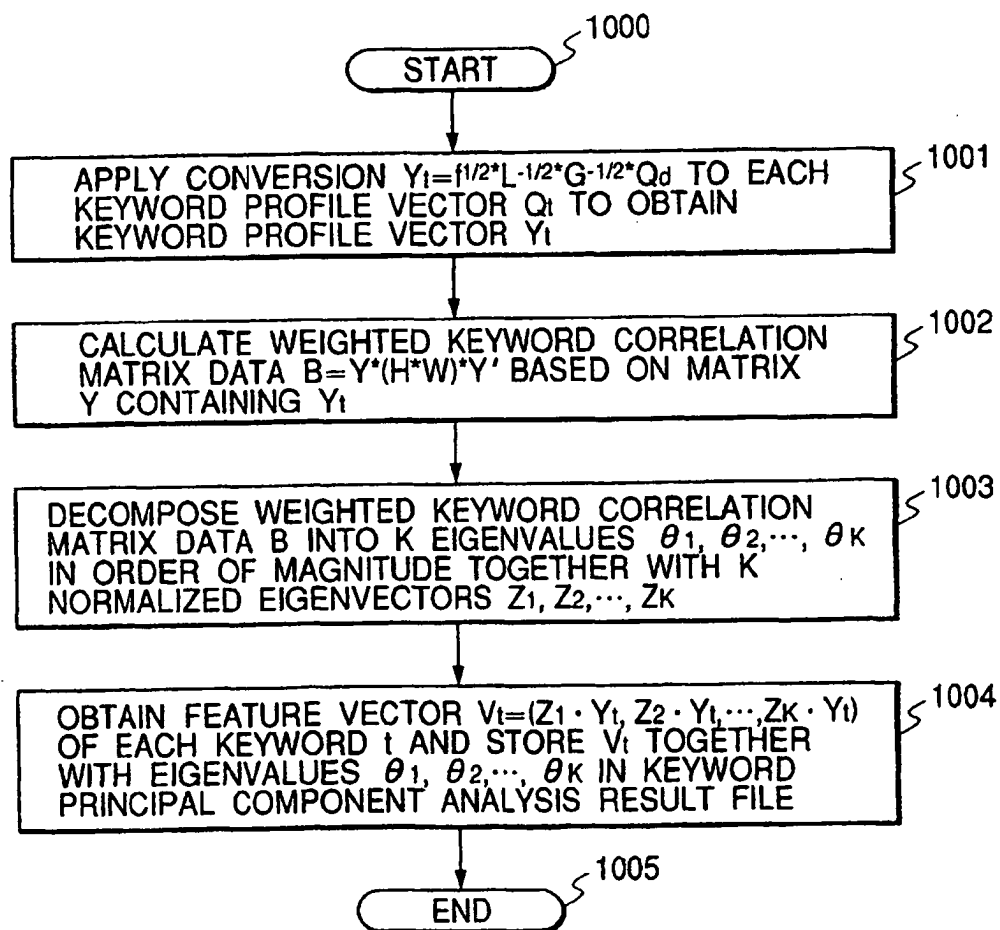 1000
START
1001
APPLY CONVERSION Yt=f1/2*L-1/2*G-1/2*Qd TO EACH
KEYWORD PROFILE VECTOR Qt TO OBTAIN
KEYWORD PROFILE VECTOR Yt
1002
CALCULATE WEIGHTED KEYWORD CORRELATION
MATRIX DATA B=Y*(H*W)*Y' BASED ON MATRIX
Y CONTAINING Yt
1003
DECOMPOSE WEIGHTED KEYWORD CORRELATION
MATRIX DATA B INTO K EIGENVALUES θ1, θ2,···, θK
IN ORDER OF MAGNITUDE TOGETHER WITH K
NORMALIZED EIGENVECTORS Z1, Z2,···, ZK
1004
OBTAIN FEATURE VECTOR Vt=(Z1·Yt, Z2·Yt,···,ZK·Yt)
OF EACH KEYWORD t AND STORE Vt TOGETHER
WITH EIGENVALUES θ1, θ2,···, θK IN KEYWORD
PRINCIPAL COMPONENT ANALYSIS RESULT FILE
1005
END